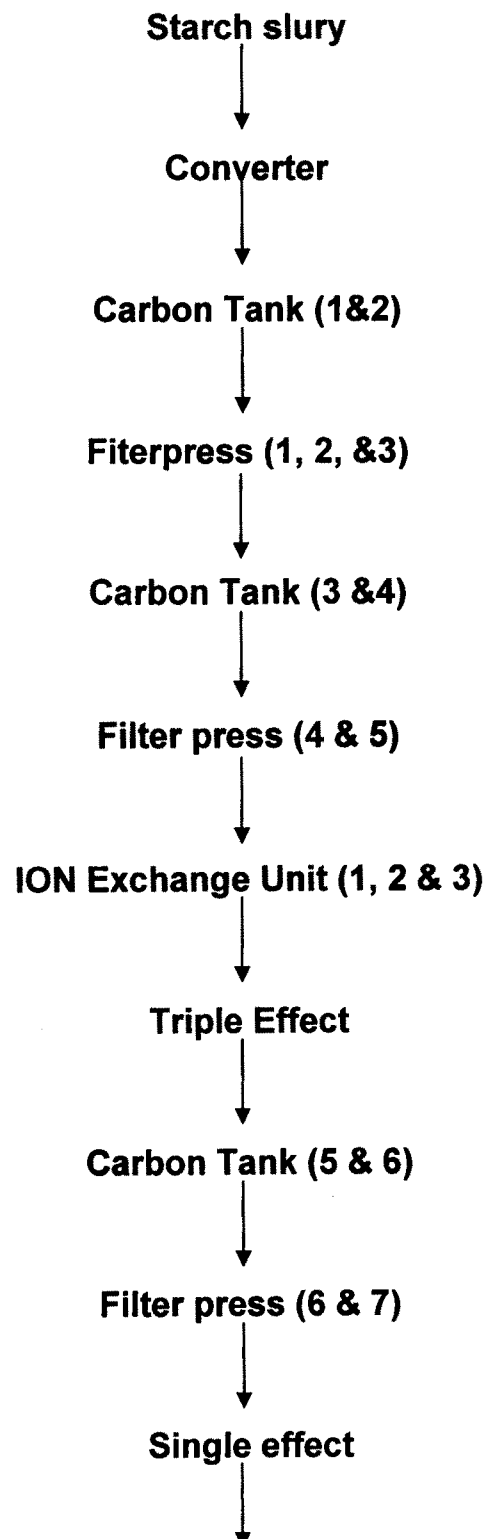 Starch slury
Converter
Carbon Tank (1&2)
Fiterpress (1, 2, &3)
Carbon Tank (3 &4)
Filter press (4 & 5)
ION Exchange Unit (1, 2 & 3)
Triple Effect
Carbon Tank (5 & 6)
Filter press (6 & 7)
Single effect